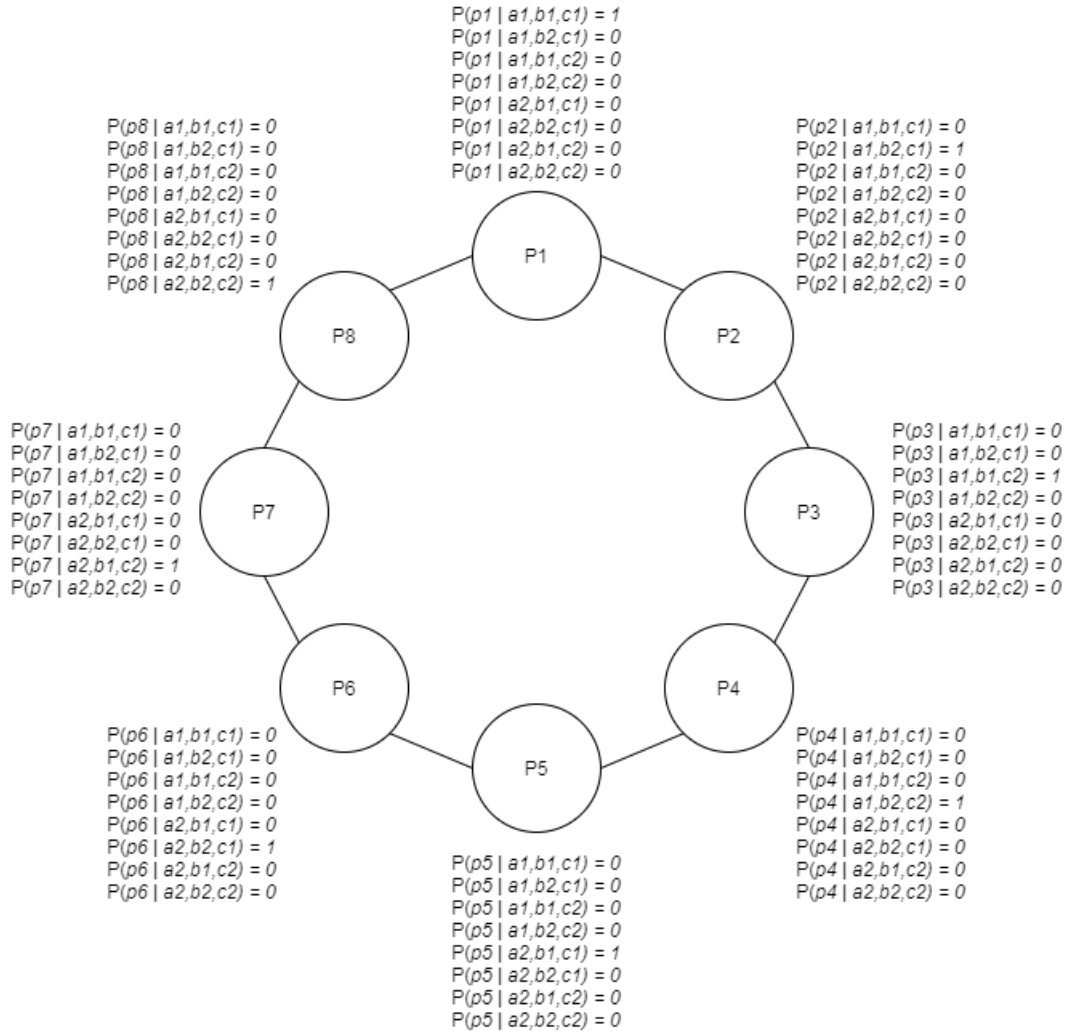 P(p1 | a1,b1,c1) = 1
P(p1 | a1,b2,c1) = 0
P(p1 | a1,b1,c2) = 0
P(p1 | a1,b2,c2) = 0
P(p1 | a2,b1,c1) = 0
P(p1 | a2,b2,c1) = 0
P(p1 | a2,b1,c2) = 0
P(p1 | a2,b2,c2) = 0
P(p8 | a1,b1,c1) = 0
P(p8 | a1,b2,c1) = 0
P(p8 | a1,b1,c2) = 0
P(p8 | a1,b2,c2) = 0
P(p8 | a2,b1,c1) = 0
P(p8 | a2,b2,c1) = 0
P(p8 | a2,b1,c2) = 0
P(p8 | a2,b2,c2) = 1
P(p2 | a1,b1,c1) = 0
P(p2 | a1,b2,c1) = 1
P(p2 | a1,b1,c2) = 0
P(p2 | a1,b2,c2) = 0
P(p2 | a2,b1,c1) = 0
P(p2 | a2,b2,c1) = 0
P(p2 | a2,b1,c2) = 0
P(p2 | a2,b2,c2) = 0
P1
P8
P2
P(p7 | a1,b1,c1) = 0
P(p7 | a1,b2,c1) = 0
P(p7 | a1,b1,c2) = 0
P(p7 | a1,b2,c2) = 0
P(p7 | a2,b1,c1) = 0
P(p7 | a2,b2,c1) = 0
P(p7 | a2,b1,c2) = 1
P(p7 | a2,b2,c2) = 0
P7
P3
P(p3 | a1,b1,c1) = 0
P(p3 | a1,b2,c1) = 0
P(p3 | a1,b1,c2) = 1
P(p3 | a1,b2,c2) = 0
P(p3 | a2,b1,c1) = 0
P(p3 | a2,b2,c1) = 0
P(p3 | a2,b1,c2) = 0
P(p3 | a2,b2,c2) = 0
P6
P4
P5
P(p6 | a1,b1,c1) = 0
P(p6 | a1,b2,c1) = 0
P(p6 | a1,b1,c2) = 0
P(p6 | a1,b2,c2) = 0
P(p6 | a2,b1,c1) = 0
P(p6 | a2,b2,c1) = 1
P(p6 | a2,b1,c2) = 0
P(p6 | a2,b2,c2) = 0
P(p4 | a1,b1,c1) = 0
P(p4 | a1,b2,c1) = 0
P(p4 | a1,b1,c2) = 0
P(p4 | a1,b2,c2) = 1
P(p4 | a2,b1,c1) = 0
P(p4 | a2,b2,c1) = 0
P(p4 | a2,b1,c2) = 0
P(p4 | a2,b2,c2) = 0
P(p5 | a1,b1,c1) = 0
P(p5 | a1,b2,c1) = 0
P(p5 | a1,b1,c2) = 0
P(p5 | a1,b2,c2) = 0
P(p5 | a2,b1,c1) = 1
P(p5 | a2,b2,c1) = 0
P(p5 | a2,b1,c2) = 0
P(p5 | a2,b2,c2) = 0